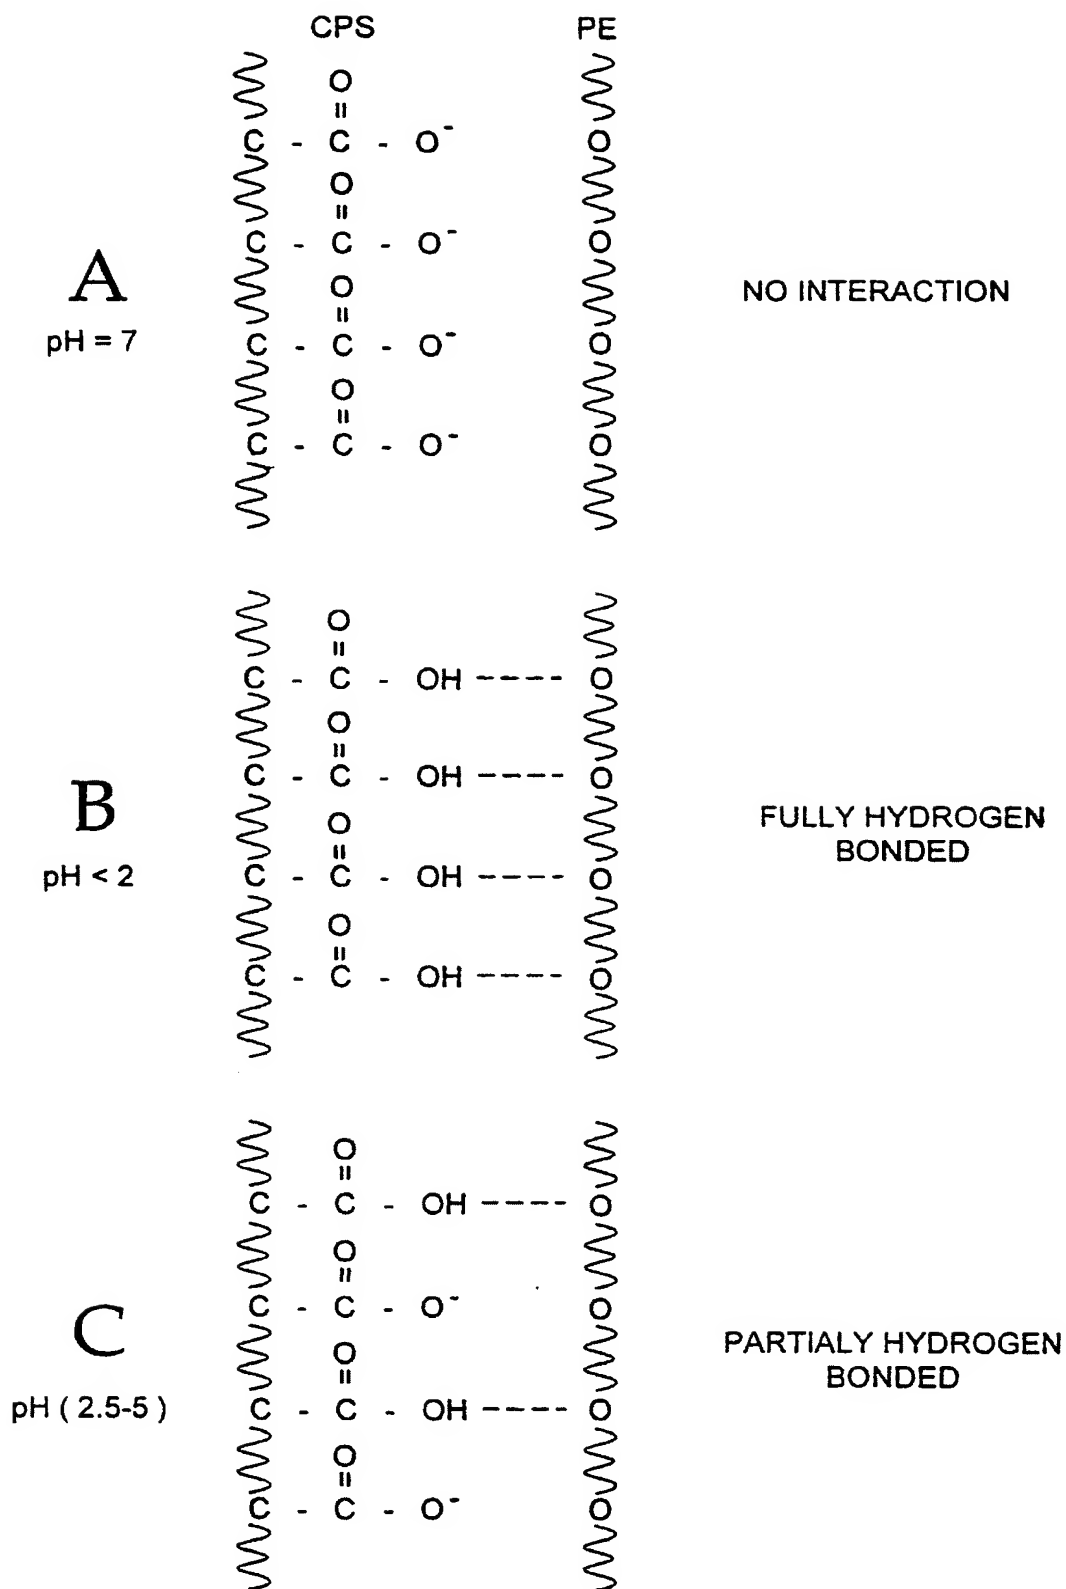 CPS PE
O
=
C - C - O⁻ O
O
=
C - C - O⁻ O
A
O
=
NO INTERACTION
pH = 7
C - C - O⁻ O
O
=
C - C - O⁻ O
O
=
C - C - OH ---- O
O
=
C - C - OH ---- O
B
FULLY HYDROGEN
BONDED
O
=
pH < 2
C - C - OH ---- O
O
=
C - C - OH ---- O
O
=
C - C - OH ---- O
O
=
C - C - O⁻ O
C
PARTIALY HYDROGEN
BONDED
O
=
pH ( 2.5-5 )
C - C - OH ---- O
O
=
C - C - O⁻ O